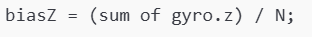 biasZ = (sum of gyro.z) / N;